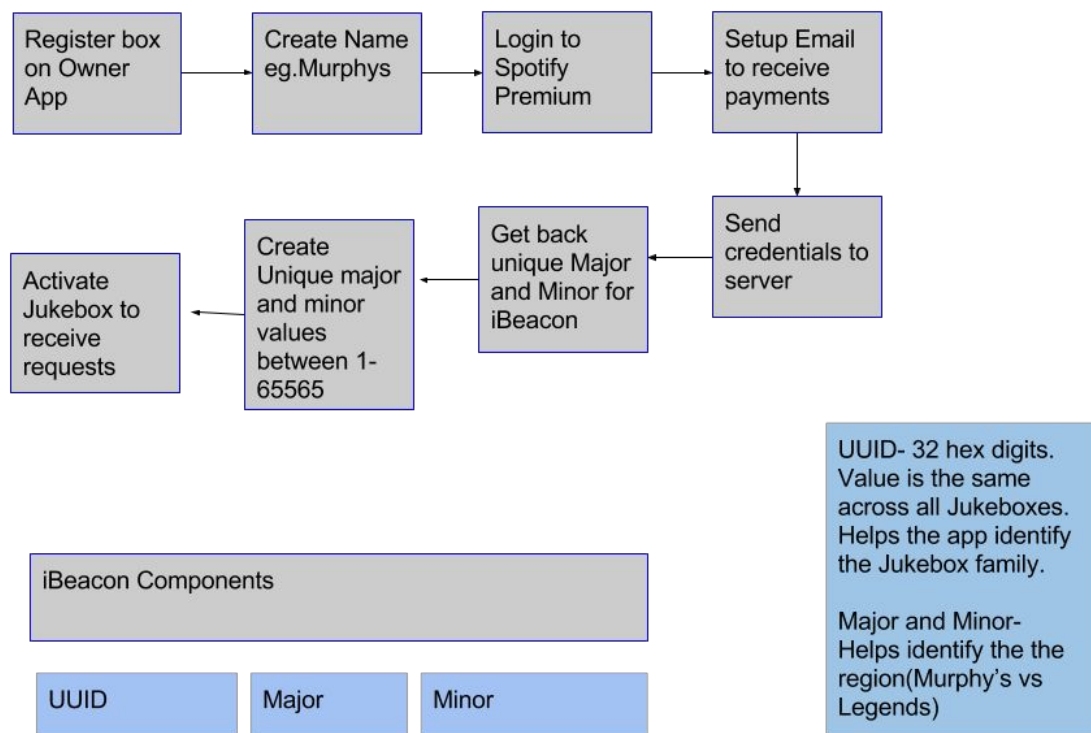 Register box
on Owner
App
Create Name
eg.Murphys
Login to
Spotify
Premium
Setup Email
to receive
payments
Send
credentials to
server
Get back
unique Major
and Minor for
iBeacon
Create
Unique major
and minor
values
between 1-
65565
Activate
Jukebox to
receive
requests
UUID- 32 hex digits.
Value is the same
across all Jukeboxes.
Helps the app identify
the Jukebox family.
Major and Minor-
Helps identify the the
region(Murphy's vs
Legends)
iBeacon Components
UUID
Major
Minor